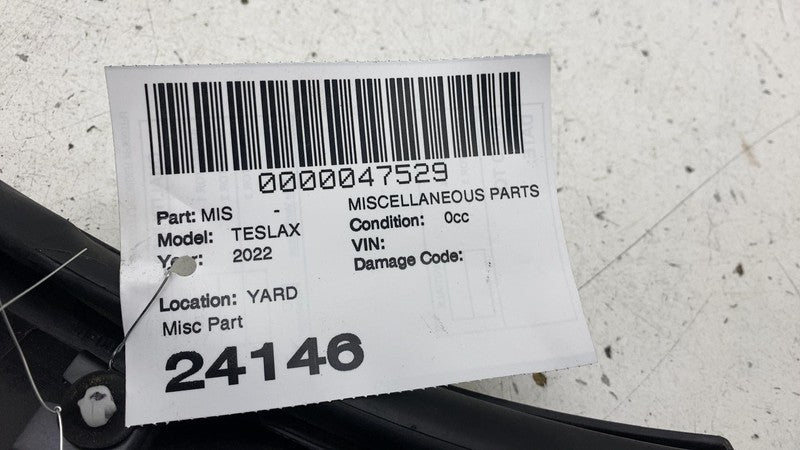 0000047529
Part: MIS - MISCELLANEOUS PARTS
Model: TESLAX Condition: 0cc
Year: 2022 VIN:
Damage Code:
Location: YARD
Misc Part
24146